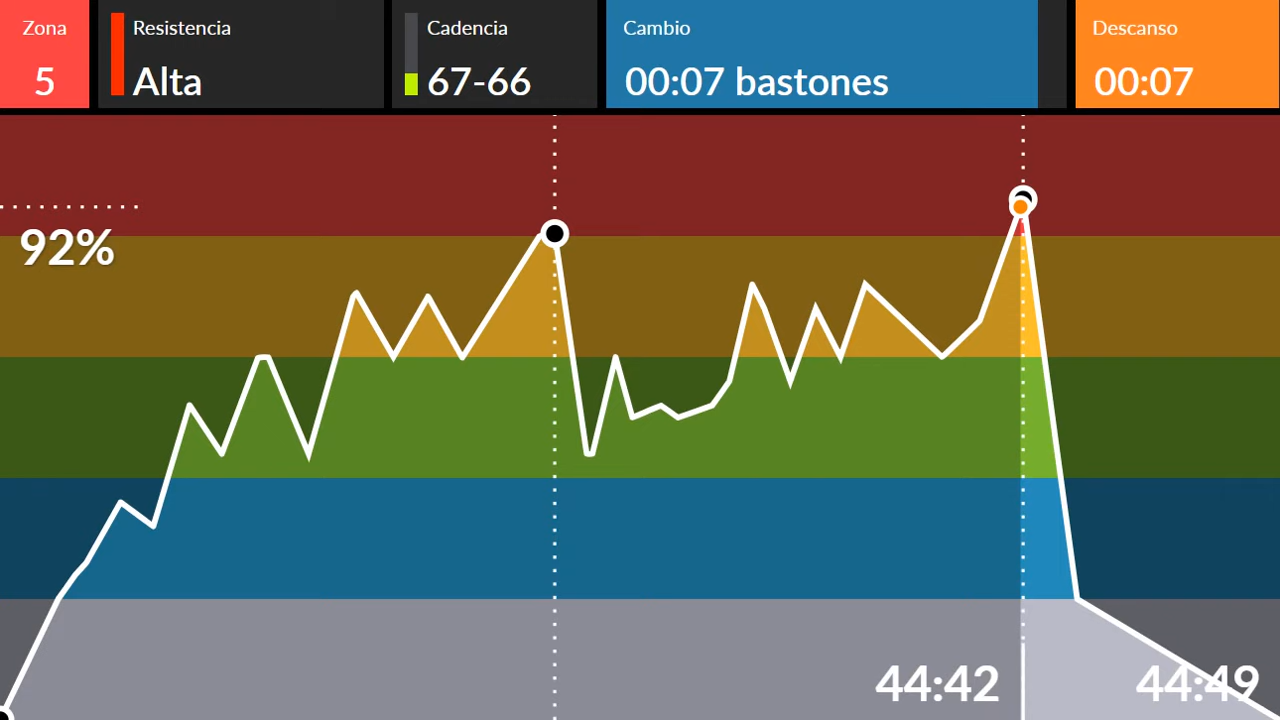 Zona
5
Resistencia
Alta
Cadencia
67-66
Cambio
00:07 bastones
Descanso
00:07
92%
44:42
44:49